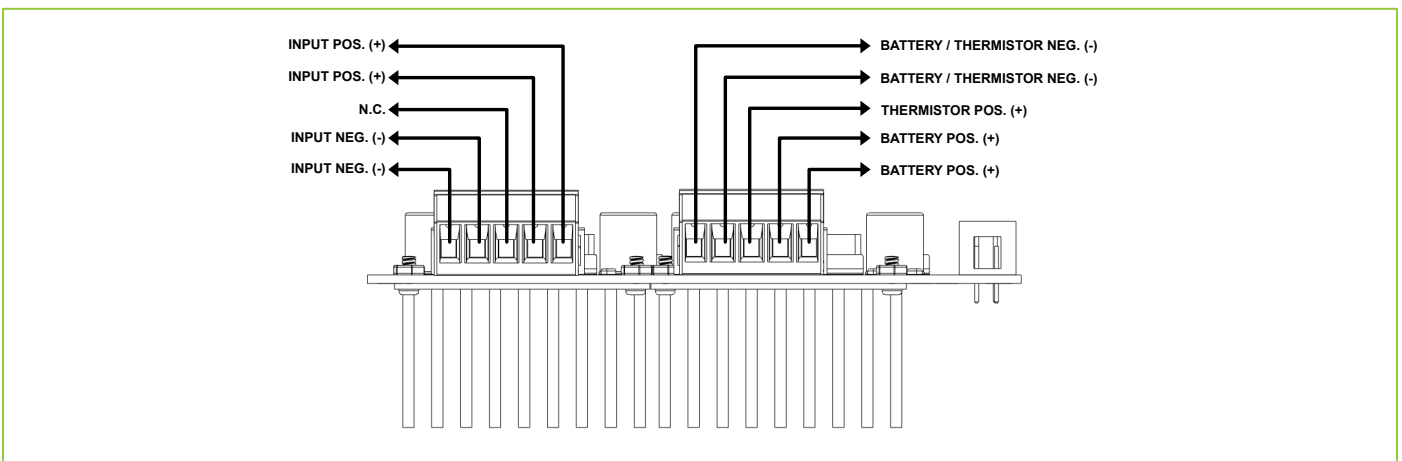 INPUT POS. (+)
INPUT POS. (+)
N.C.
INPUT NEG. (-)
INPUT NEG. (-)
BATTERY / THERMISTOR NEG. (-)
BATTERY / THERMISTOR NEG. (-)
THERMISTOR POS. (+)
BATTERY POS. (+)
BATTERY POS. (+)